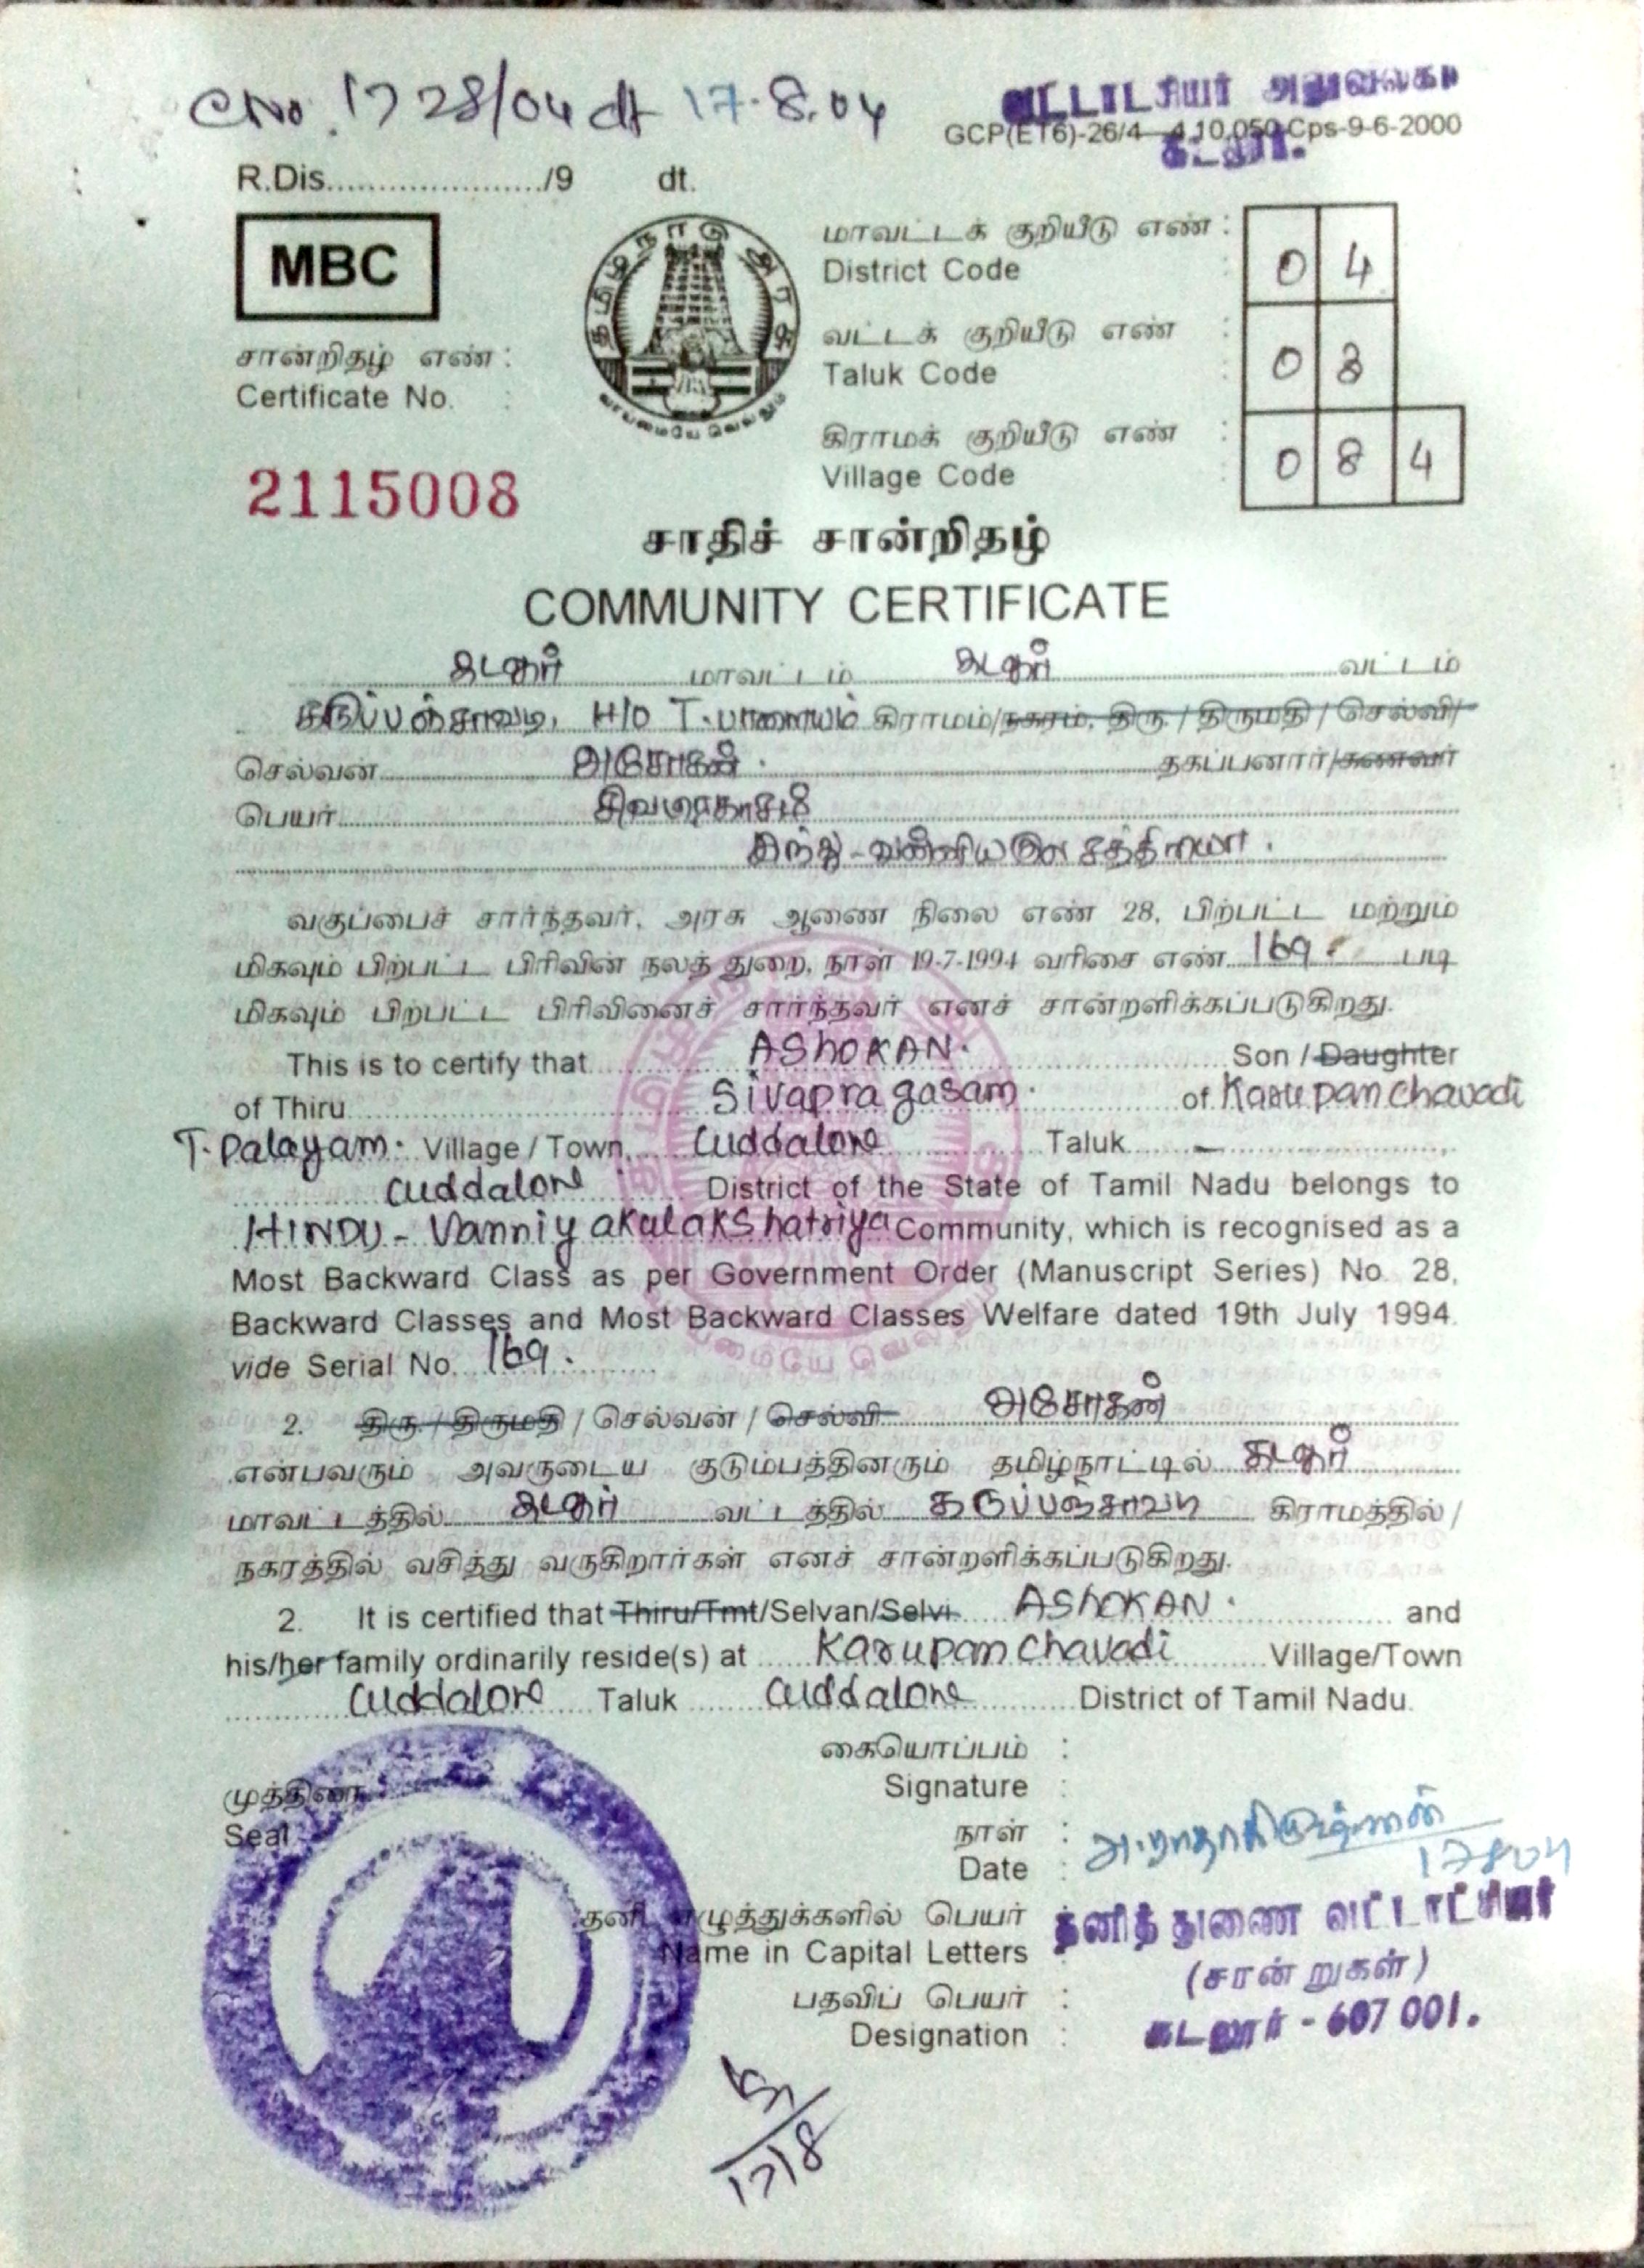 CNo. 1728/04 dt 17.8.04
வட்டாட்சியர் அலுவலகம்
GCP(ET6)-26/4-4,10,050 Cps-9-6-2000
கடலூர்.
R.Dis...................../9 dt.
MBC
தமிழ்நாடு அரசு
வாய்மையே வெல்லும்
மாவட்டக் குறியீடு எண் :
District Code : 0 4
வட்டக் குறியீடு எண் :
Taluk Code : 0 3
கிராமக் குறியீடு எண் :
Village Code : 0 8 4
சான்றிதழ் எண் :
Certificate No. :
2115008
சாதிச் சான்றிதழ்
COMMUNITY CERTIFICATE
கடலூர் மாவட்டம் கடலூர் வட்டம்
கருப்பன்சாவடி, H/o T.பாளையம் கிராமம்/நகரம், திரு / திருமதி / செல்வி/
செல்வன் அசோகன். தகப்பனார்/கணவர்
பெயர் சிவபிரகாசம்
இந்து - வன்னியகுல சத்திரியா.
வகுப்பைச் சார்ந்தவர், அரசு ஆணை நிலை எண் 28, பிற்பட்ட மற்றும்
மிகவும் பிற்பட்ட பிரிவின் நலத் துறை, நாள் 19-7-1994 வரிசை எண் 169. படி
மிகவும் பிற்பட்ட பிரிவினைச் சார்ந்தவர் எனச் சான்றளிக்கப்படுகிறது.
This is to certify that ASHOKAN. Son / Daughter
of Thiru Sivapragasam. of Karupanchavadi
T. Palayam. Village / Town, Cuddalore Taluk -
Cuddalore District of the State of Tamil Nadu belongs to
HINDU - Vanniyakulakshatriya Community, which is recognised as a
Most Backward Class as per Government Order (Manuscript Series) No. 28,
Backward Classes and Most Backward Classes Welfare dated 19th July 1994.
vide Serial No. 169.
2. திரு / திருமதி / செல்வன் / செல்வி அசோகன்
என்பவரும் அவருடைய குடும்பத்தினரும் தமிழ்நாட்டில் கடலூர்
மாவட்டத்தில் கடலூர் வட்டத்தில் கருப்பன்சாவடி கிராமத்தில் /
நகரத்தில் வசித்து வருகிறார்கள் எனச் சான்றளிக்கப்படுகிறது.
2. It is certified that Thiru/Tmt/Selvan/Selvi ASHOKAN. and
his/her family ordinarily reside(s) at Karupanchavadi Village/Town
Cuddalore Taluk Cuddalore District of Tamil Nadu.
கையொப்பம் :
Signature :
முத்திரை
Seal
நாள் :
Date : அ.ராதாகிருஷ்ணன்
17804
தனி எழுத்துக்களில் பெயர்
Name in Capital Letters
தனித் துணை வட்டாட்சியர்
(சான்றுகள்)
பதவிப் பெயர் :
Designation :
கடலூர் - 607 001.
17/8